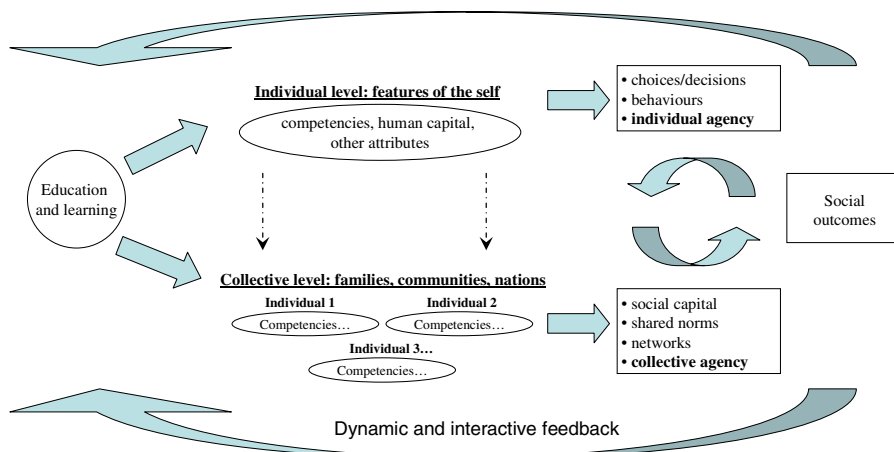 Individual level: features of the self
competencies, human capital,
other attributes
• choices/decisions
• behaviours
• individual agency
Education
and learning
Social
outcomes
Collective level: families, communities, nations
Individual 1
Competencies…
Individual 2
Competencies…
Individual 3…
Competencies…
• social capital
• shared norms
• networks
• collective agency
Dynamic and interactive feedback